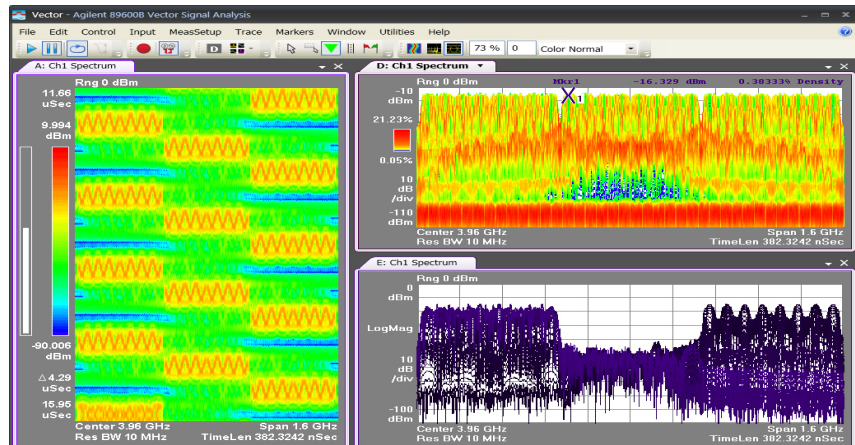 Vector - Agilent 89600B Vector Signal Analysis
File Edit Control Input MeasSetup Trace Markers Window Utilities Help
D 73 % 0 Color Normal
A: Ch1 Spectrum
Rng 0 dBm
11.66
uSec
9.994
dBm
-90.006
dBm
△4.29
uSec
15.95
uSec
Center 3.96 GHz Span 1.6 GHz
Res BW 10 MHz TimeLen 382.3242 nSec
D: Ch1 Spectrum
Rng 0 dBm Mkr1 -16.329 dBm 0.38333% Density
-10
dBm
1
21.23%
0.05%
10
dB
/div
-110
dBm
Center 3.96 GHz Span 1.6 GHz
Res BW 10 MHz TimeLen 382.3242 nSec
E: Ch1 Spectrum
Rng 0 dBm
0
dBm
LogMag
10
dB
/div
-100
dBm
Center 3.96 GHz Span 1.6 GHz
Res BW 10 MHz TimeLen 382.3242 nSec